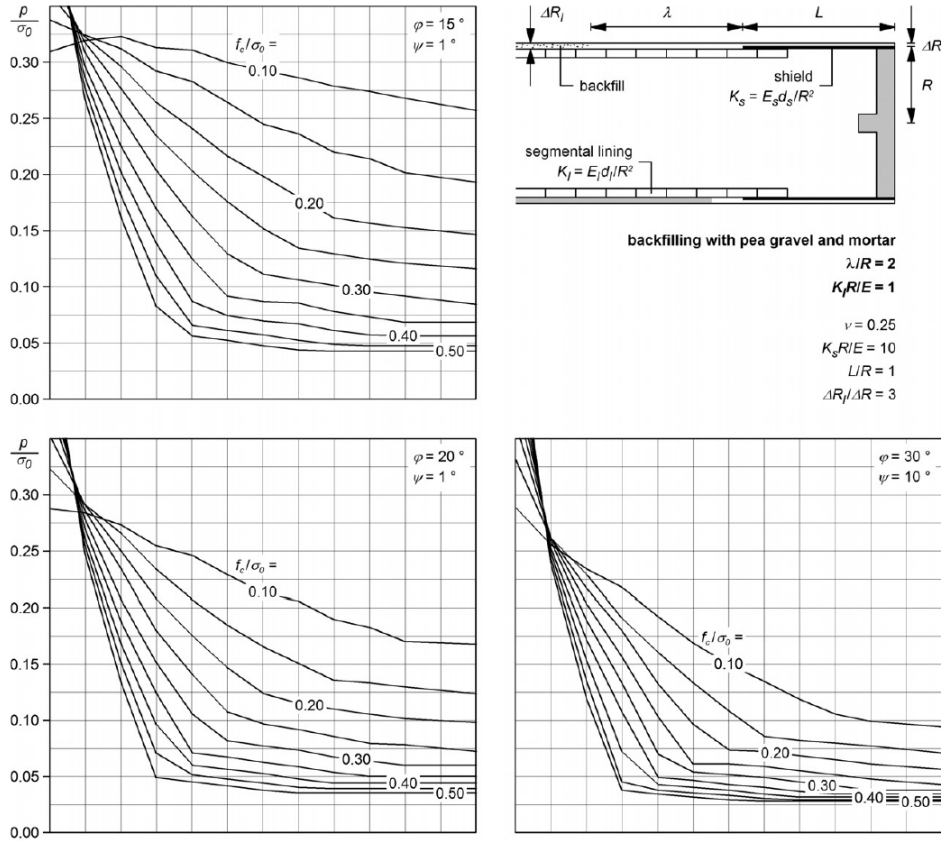 p/σ0
0.30
0.25
0.20
0.15
0.10
0.05
0.00
φ = 15 °
ψ = 1 °
fc/σ0 =
0.10
0.20
0.30
0.40
0.50
ΔRl
λ
L
ΔR
R
backfill
shield
Ks = Esds/R²
segmental lining
Kl = Eldl/R²
backfilling with pea gravel and mortar
λ/R = 2
KlR/E = 1
ν = 0.25
KsR/E = 10
L/R = 1
ΔRl/ΔR = 3
p/σ0
0.30
0.25
0.20
0.15
0.10
0.05
0.00
φ = 20 °
ψ = 1 °
fc/σ0 =
0.10
0.20
0.30
0.40
0.50
φ = 30 °
ψ = 10 °
fc/σ0 =
0.10
0.20
0.30
0.40
0.50